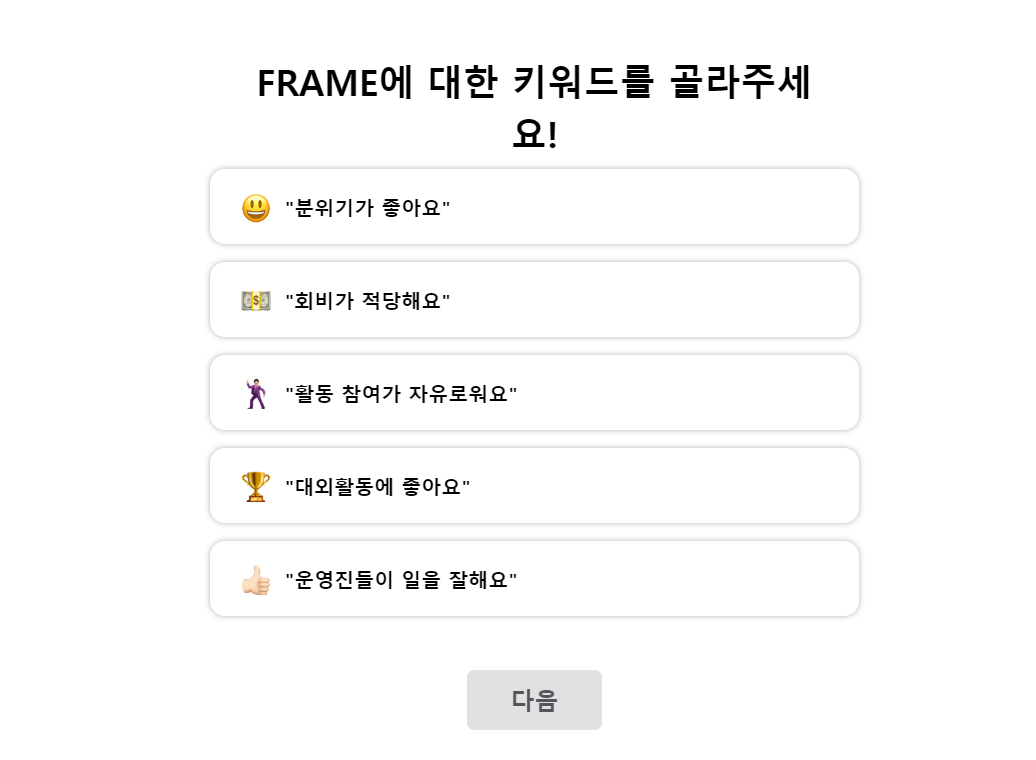 FRAME에 대한 키워드를 골라주세
요!
"분위기가 좋아요"
"회비가 적당해요"
"활동 참여가 자유로워요"
"대외활동에 좋아요"
"운영진들이 일을 잘해요"
다음